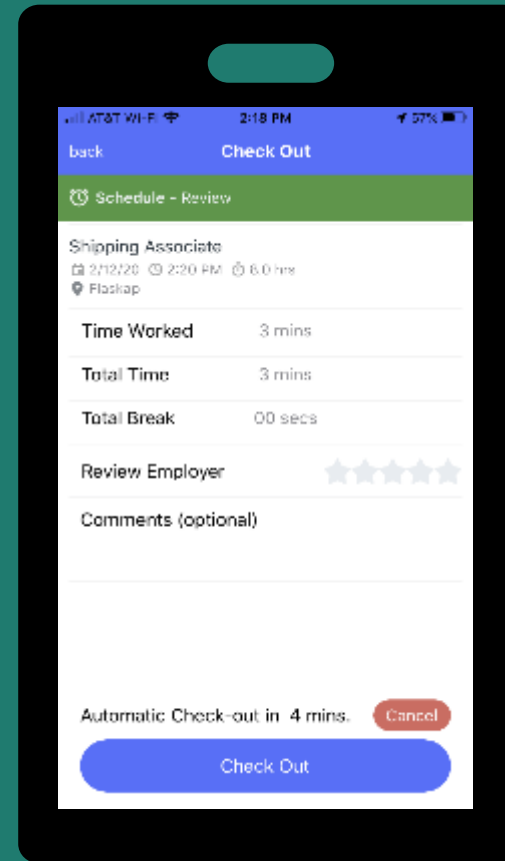 AT&T Wi-Fi 2:18 PM 57%
back Check Out
Schedule - Review
Shipping Associate
2/12/20 2:20 PM 8.0 hrs
Flaskap
Time Worked 3 mins
Total Time 3 mins
Total Break 00 secs
Review Employer
Comments (optional)
Automatic Check-out in 4 mins. Cancel
Check Out